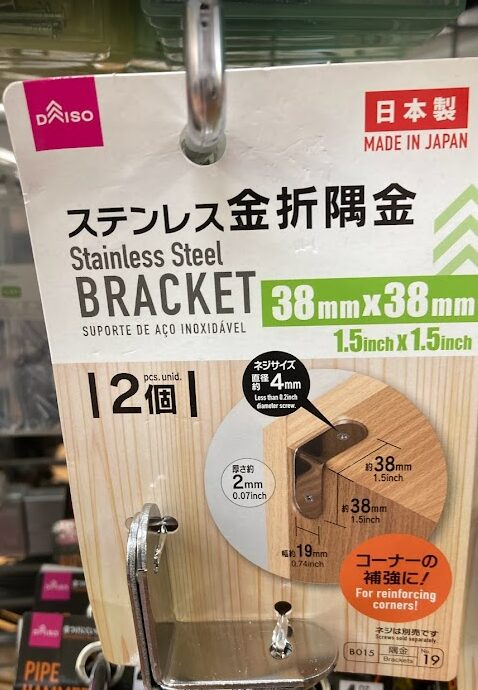 DAISO
日本製
MADE IN JAPAN
ステンレス金折隅金
Stainless Steel
BRACKET
SUPORTE DE AÇO INOXIDÁVEL
38mmx38mm
1.5inch X 1.5inch
pcs.unid.
2個
ネジサイズ
直径約4mm
Less than 0.2inch
diameter screw.
厚さ約
2mm
0.07inch
約38mm
1.5inch
約38mm
1.5inch
幅約19mm
0.74inch
コーナーの
補強に!
For reinforcing
corners!
ネジは別売です
Screws sold separately.
B015 隅金 No.
Brackets 19
DAISO
DAISO
PIPE